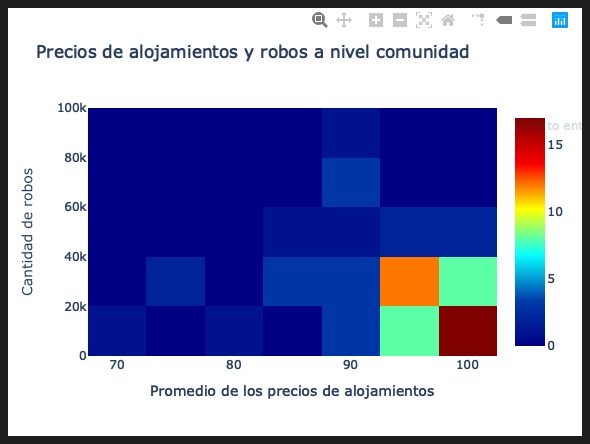 Precios de alojamientos y robos a nivel comunidad
100k
80k
60k
40k
20k
0
Cantidad de robos
70
80
90
100
Promedio de los precios de alojamientos
to ent
15
10
5
0